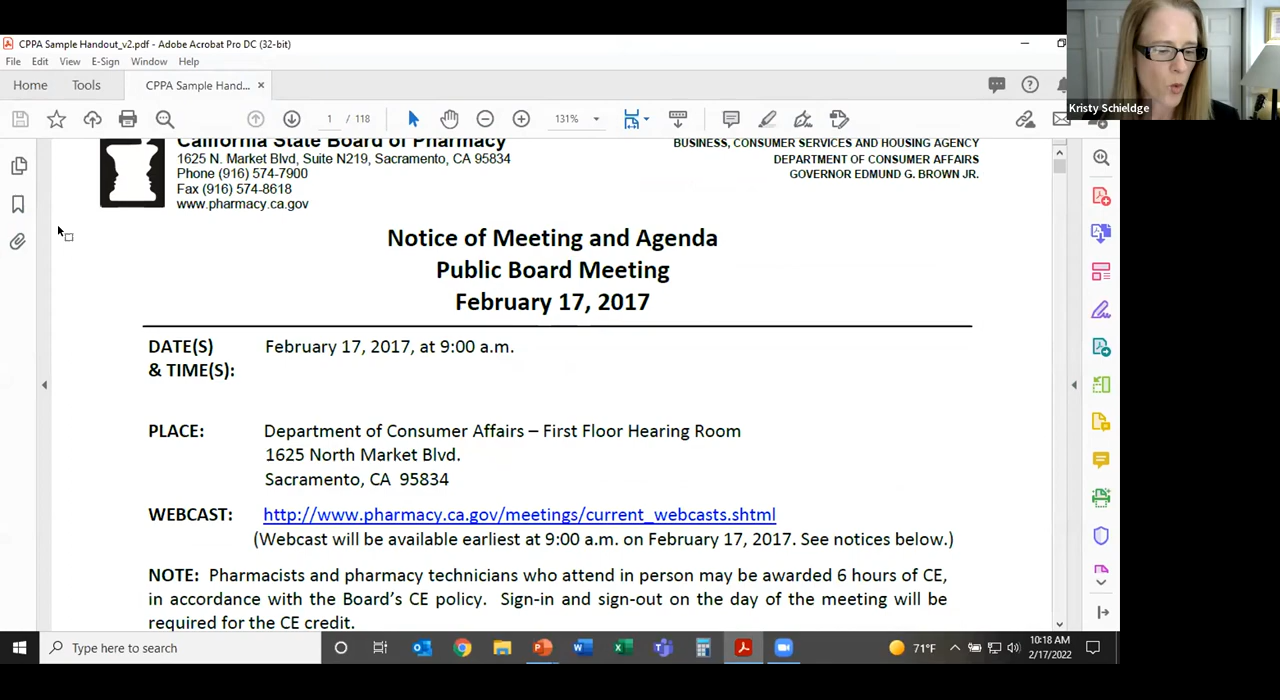 CPPA Sample Handout_v2.pdf - Adobe Acrobat Pro DC (32-bit)
File Edit View E-Sign Window Help
Home Tools CPPA Sample Hand... ×
1 / 118 131%
Kristy Schieldge
California State Board of Pharmacy
1625 N. Market Blvd, Suite N219, Sacramento, CA 95834
Phone (916) 574-7900
Fax (916) 574-8618
www.pharmacy.ca.gov
BUSINESS, CONSUMER SERVICES AND HOUSING AGENCY
DEPARTMENT OF CONSUMER AFFAIRS
GOVERNOR EDMUND G. BROWN JR.
Notice of Meeting and Agenda
Public Board Meeting
February 17, 2017
DATE(S) February 17, 2017, at 9:00 a.m.
& TIME(S):
PLACE: Department of Consumer Affairs – First Floor Hearing Room
1625 North Market Blvd.
Sacramento, CA 95834
WEBCAST: http://www.pharmacy.ca.gov/meetings/current_webcasts.shtml
(Webcast will be available earliest at 9:00 a.m. on February 17, 2017. See notices below.)
NOTE: Pharmacists and pharmacy technicians who attend in person may be awarded 6 hours of CE,
in accordance with the Board's CE policy. Sign-in and sign-out on the day of the meeting will be
required for the CE credit.
Type here to search
71°F
10:18 AM
2/17/2022